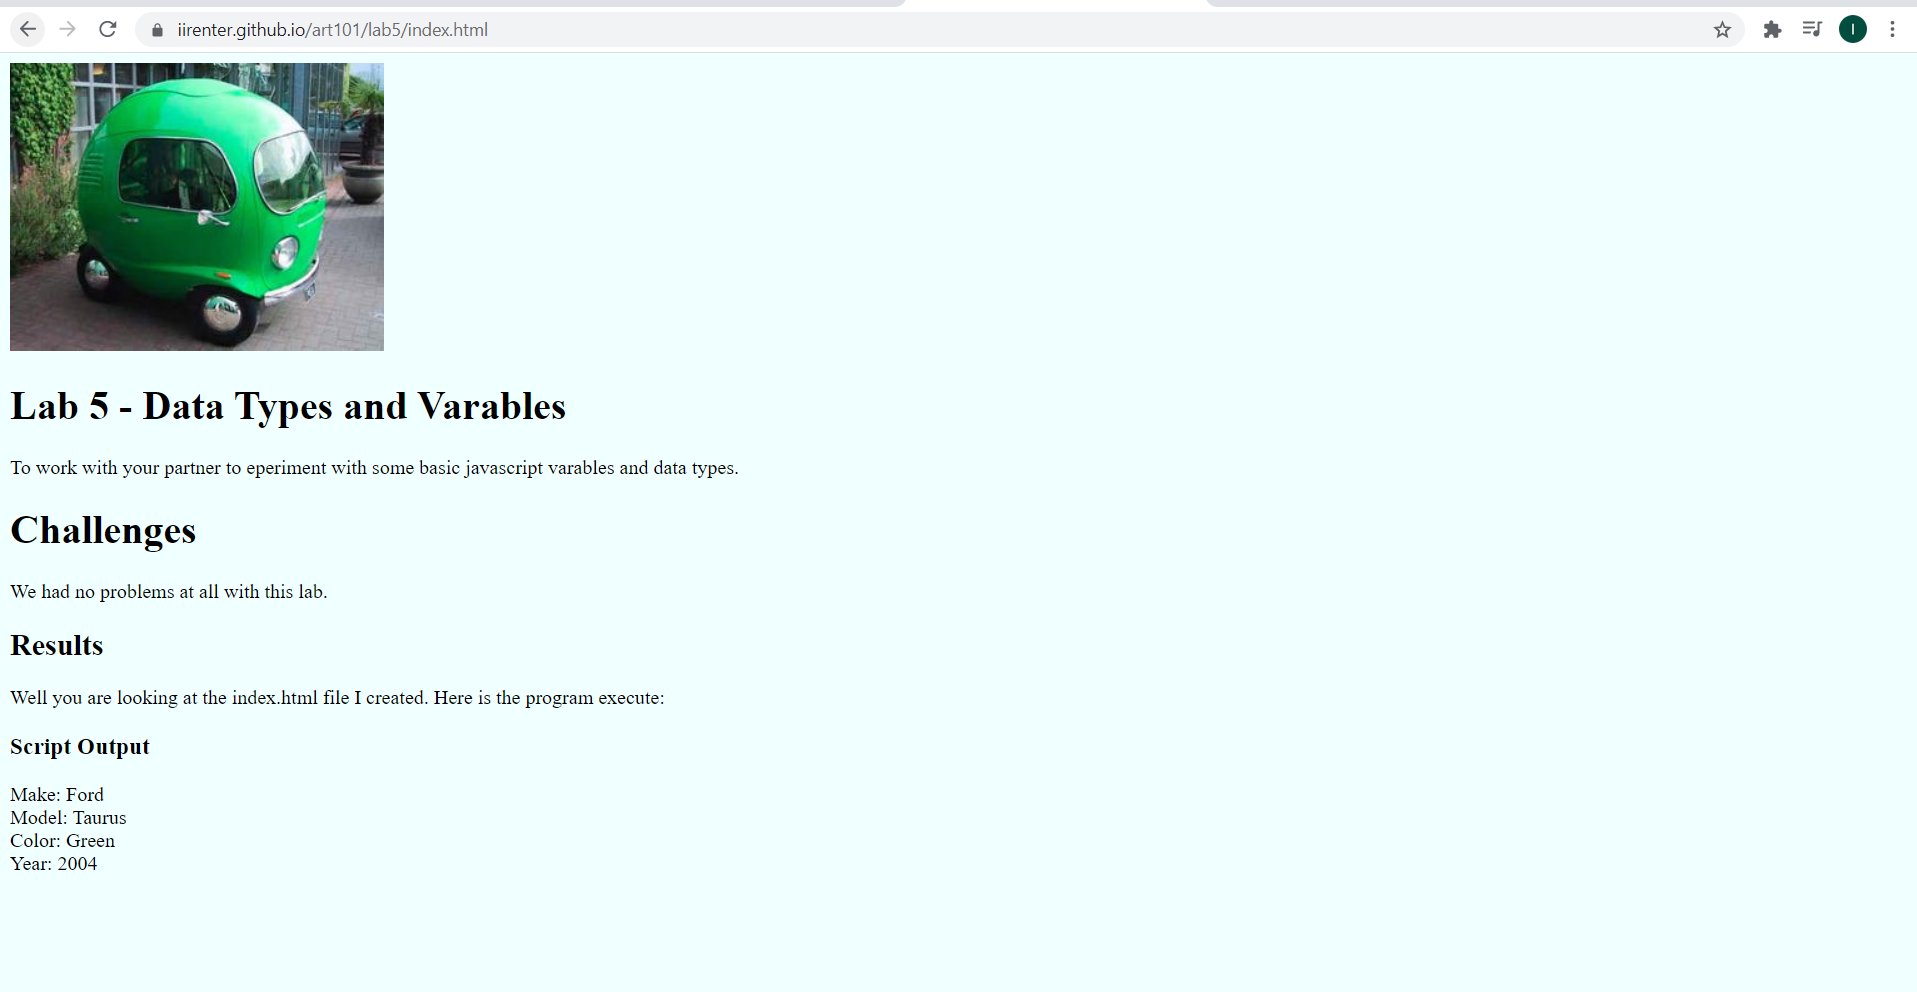 iirenter.github.io/art101/lab5/index.html
I
Lab 5 - Data Types and Varables
To work with your partner to eperiment with some basic javascript varables and data types.
Challenges
We had no problems at all with this lab.
Results
Well you are looking at the index.html file I created. Here is the program execute:
Script Output
Make: Ford
Model: Taurus
Color: Green
Year: 2004